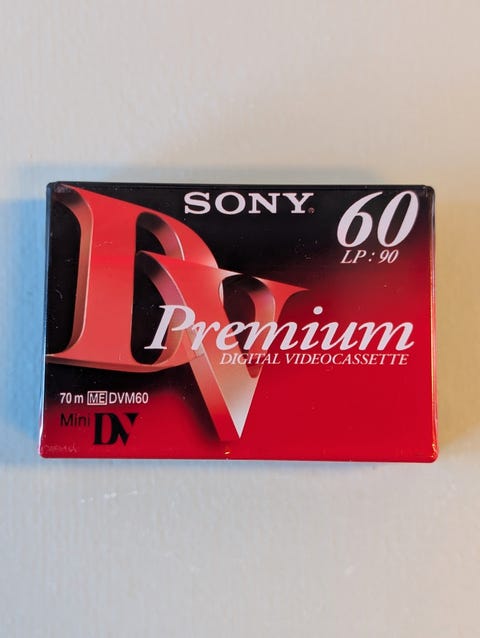 SONY
60
LP: 90
DV
Premium
DIGITAL VIDEOCASSETTE
70 m ME DVM60
Mini DV